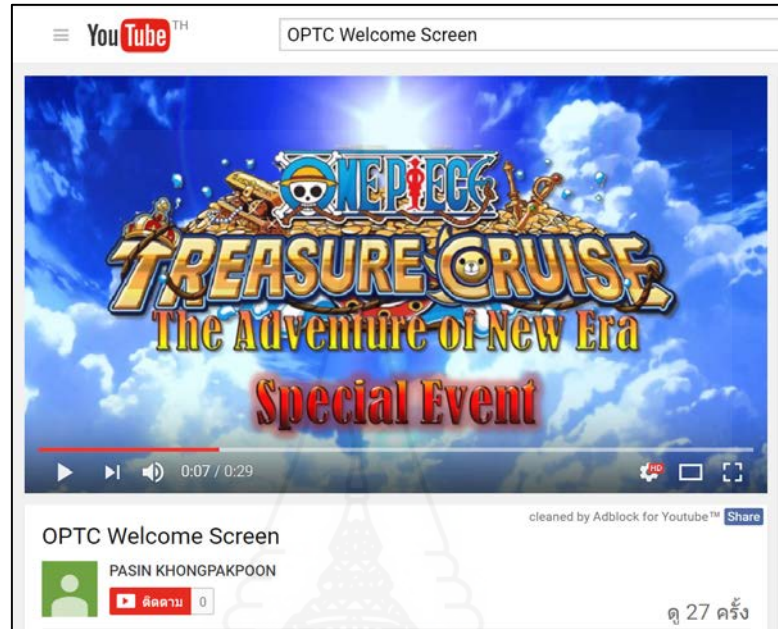 YouTube TH
OPTC Welcome Screen
ONE PIECE
TREASURE CRUISE
The Adventure of New Era
Special Event
0:07 / 0:29
HD
cleaned by Adblock for Youtube™ Share
OPTC Welcome Screen
PASIN KHONGPAKPOON
ติดตาม 0
ดู 27 ครั้ง